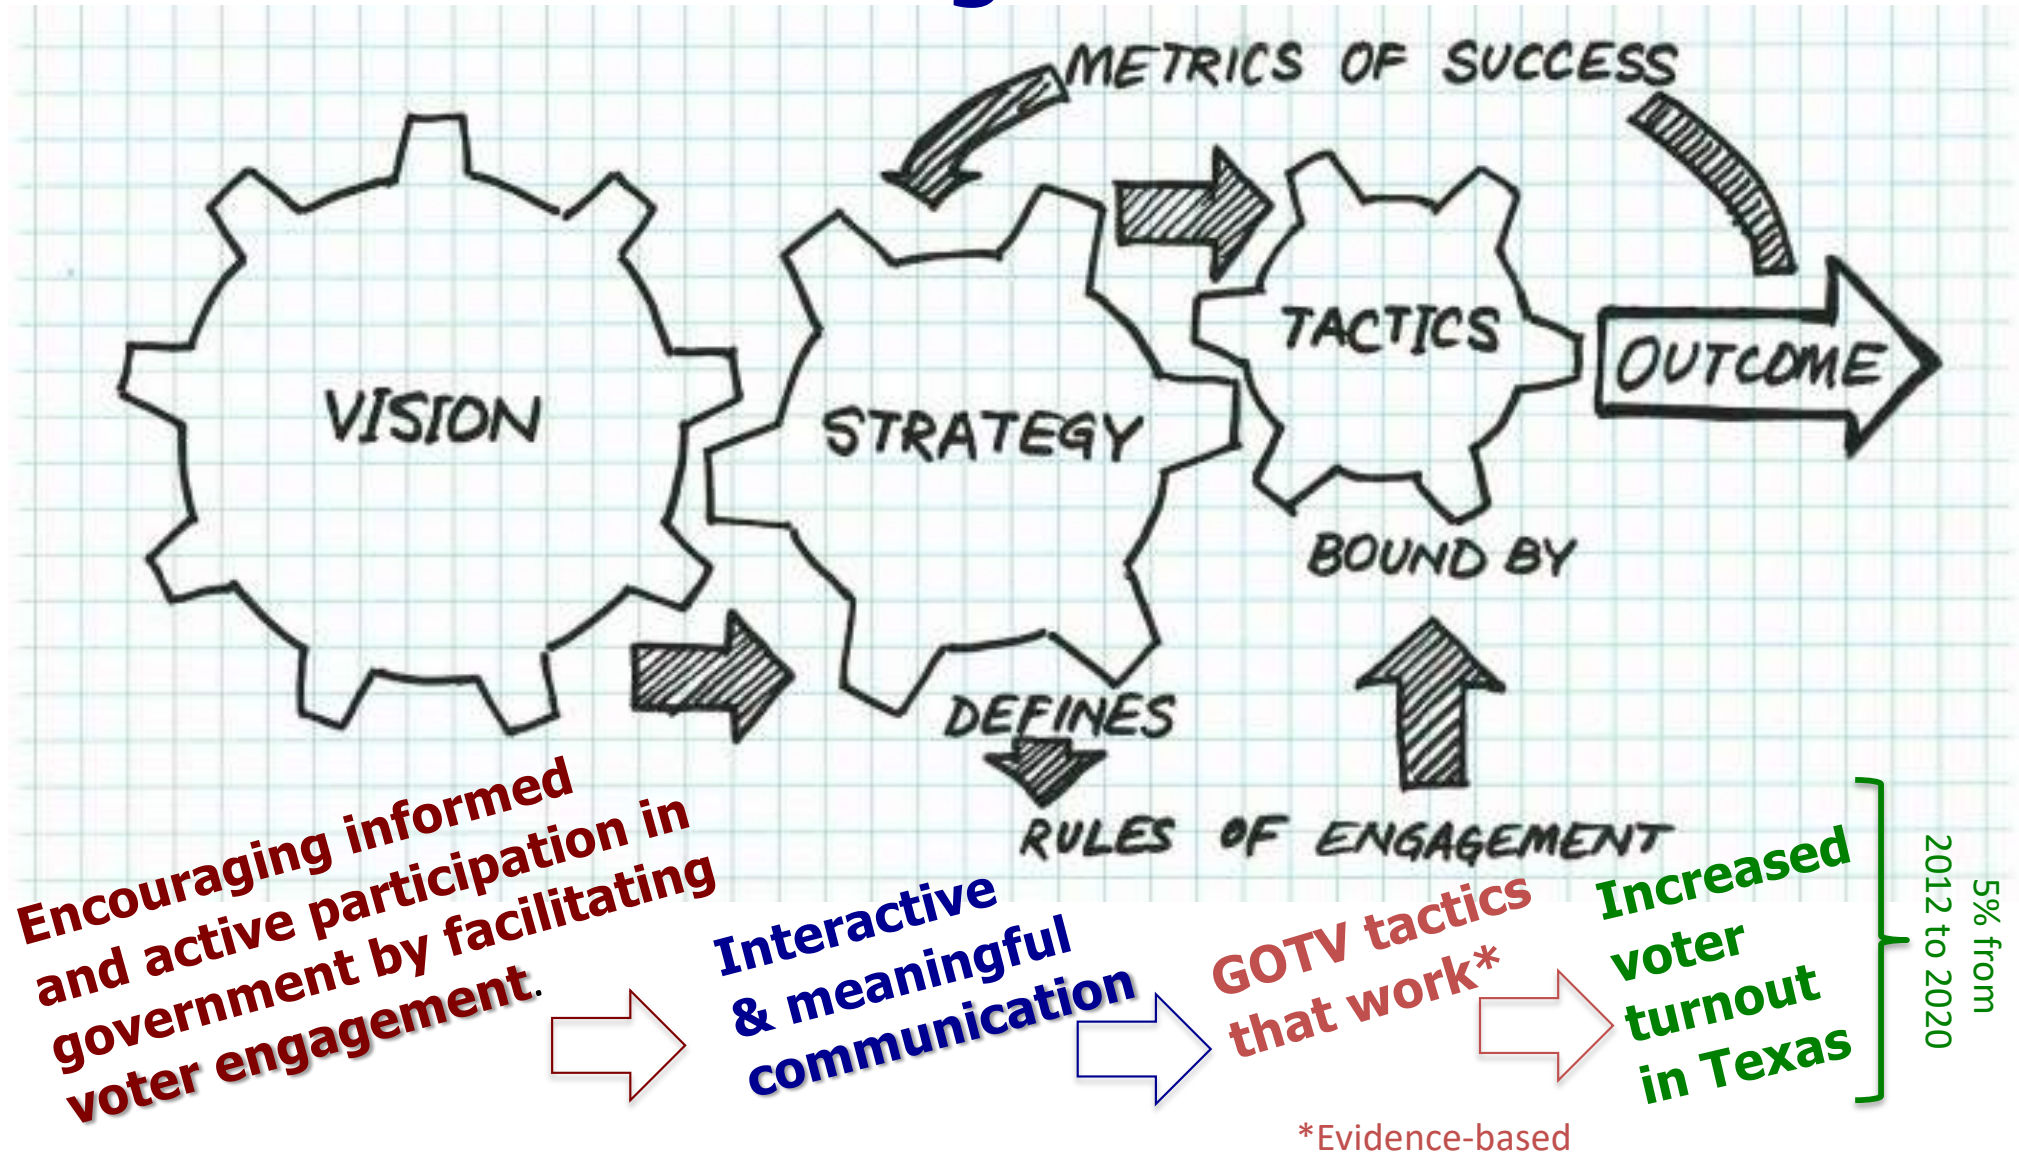 METRICS OF SUCCESS
VISION
STRATEGY
TACTICS
OUTCOME
BOUND BY
DEFINES
RULES OF ENGAGEMENT
Encouraging informed
and active participation in
government by facilitating
voter engagement.
Interactive
& meaningful
communication
GOTV tactics
that work*
Increased
voter
turnout
in Texas
5% from
2012 to 2020
*Evidence-based